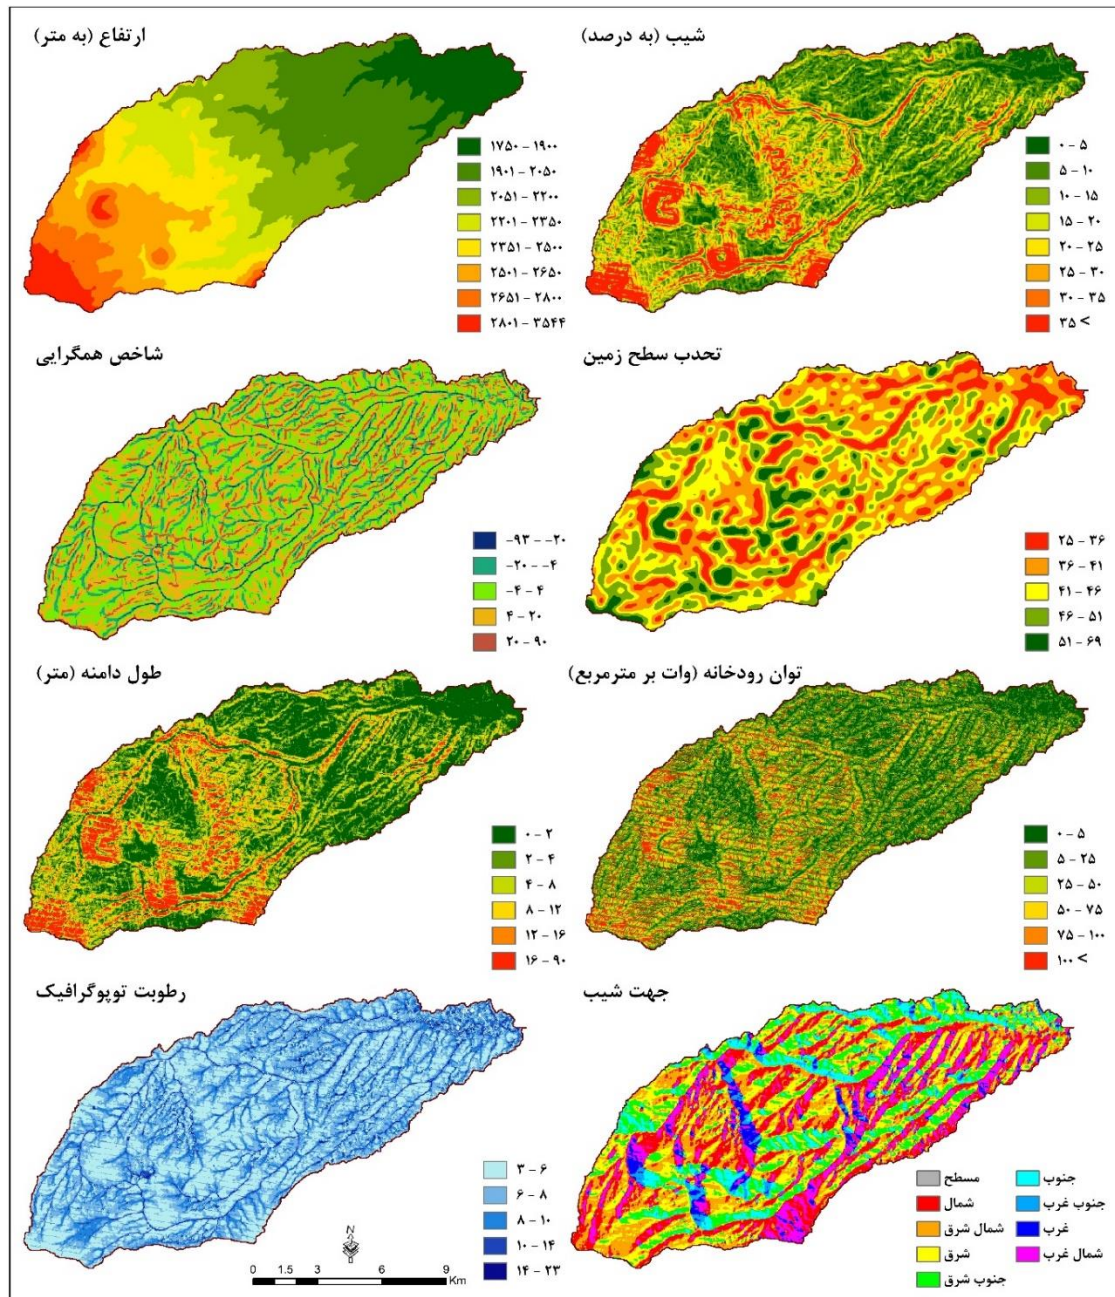 ارتفاع (به متر)
۱۷۵۰ - ۱۹۰۰
۱۹۰۱ - ۲۰۵۰
۲۰۵۱ - ۲۲۰۰
۲۲۰۱ - ۲۳۵۰
۲۳۵۱ - ۲۵۰۰
۲۵۰۱ - ۲۶۵۰
۲۶۵۱ - ۲۸۰۰
۲۸۰۱ - ۳۵۴۴
شیب (به درصد)
۰ - ۵
۵ - ۱۰
۱۰ - ۱۵
۱۵ - ۲۰
۲۰ - ۲۵
۲۵ - ۳۰
۳۰ - ۳۵
۳۵ <
شاخص همگرایی
-۹۳ - -۲۰
-۲۰ - -۴
-۴ - ۴
۴ - ۲۰
۲۰ - ۹۰
تحدب سطح زمین
۲۵ - ۳۶
۳۶ - ۴۱
۴۱ - ۴۶
۴۶ - ۵۱
۵۱ - ۶۹
طول دامنه (متر)
۰ - ۲
۲ - ۴
۴ - ۸
۸ - ۱۲
۱۲ - ۱۶
۱۶ - ۹۰
توان رودخانه (وات بر مترمربع)
۰ - ۵
۵ - ۲۵
۲۵ - ۵۰
۵۰ - ۷۵
۷۵ - ۱۰۰
۱۰۰ <
رطوبت توپوگرافیک
۳ - ۶
۶ - ۸
۸ - ۱۰
۱۰ - ۱۴
۱۴ - ۲۳
N
0 1.5 3 6 9
Km
جهت شیب
مسطح
شمال
شمال شرق
شرق
جنوب شرق
جنوب
جنوب غرب
غرب
شمال غرب